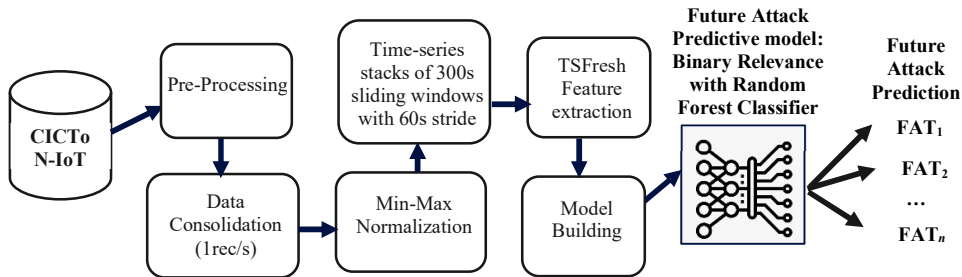 CICTo
N-IoT
Pre-Processing
Data
Consolidation
(1rec/s)
Min-Max
Normalization
Time-series
stacks of 300s
sliding windows
with 60s stride
TSFresh
Feature
extraction
Model
Building
Future Attack
Predictive model:
Binary Relevance
with Random
Forest Classifier
Future
Attack
Prediction
FAT1
FAT2
...
FATn